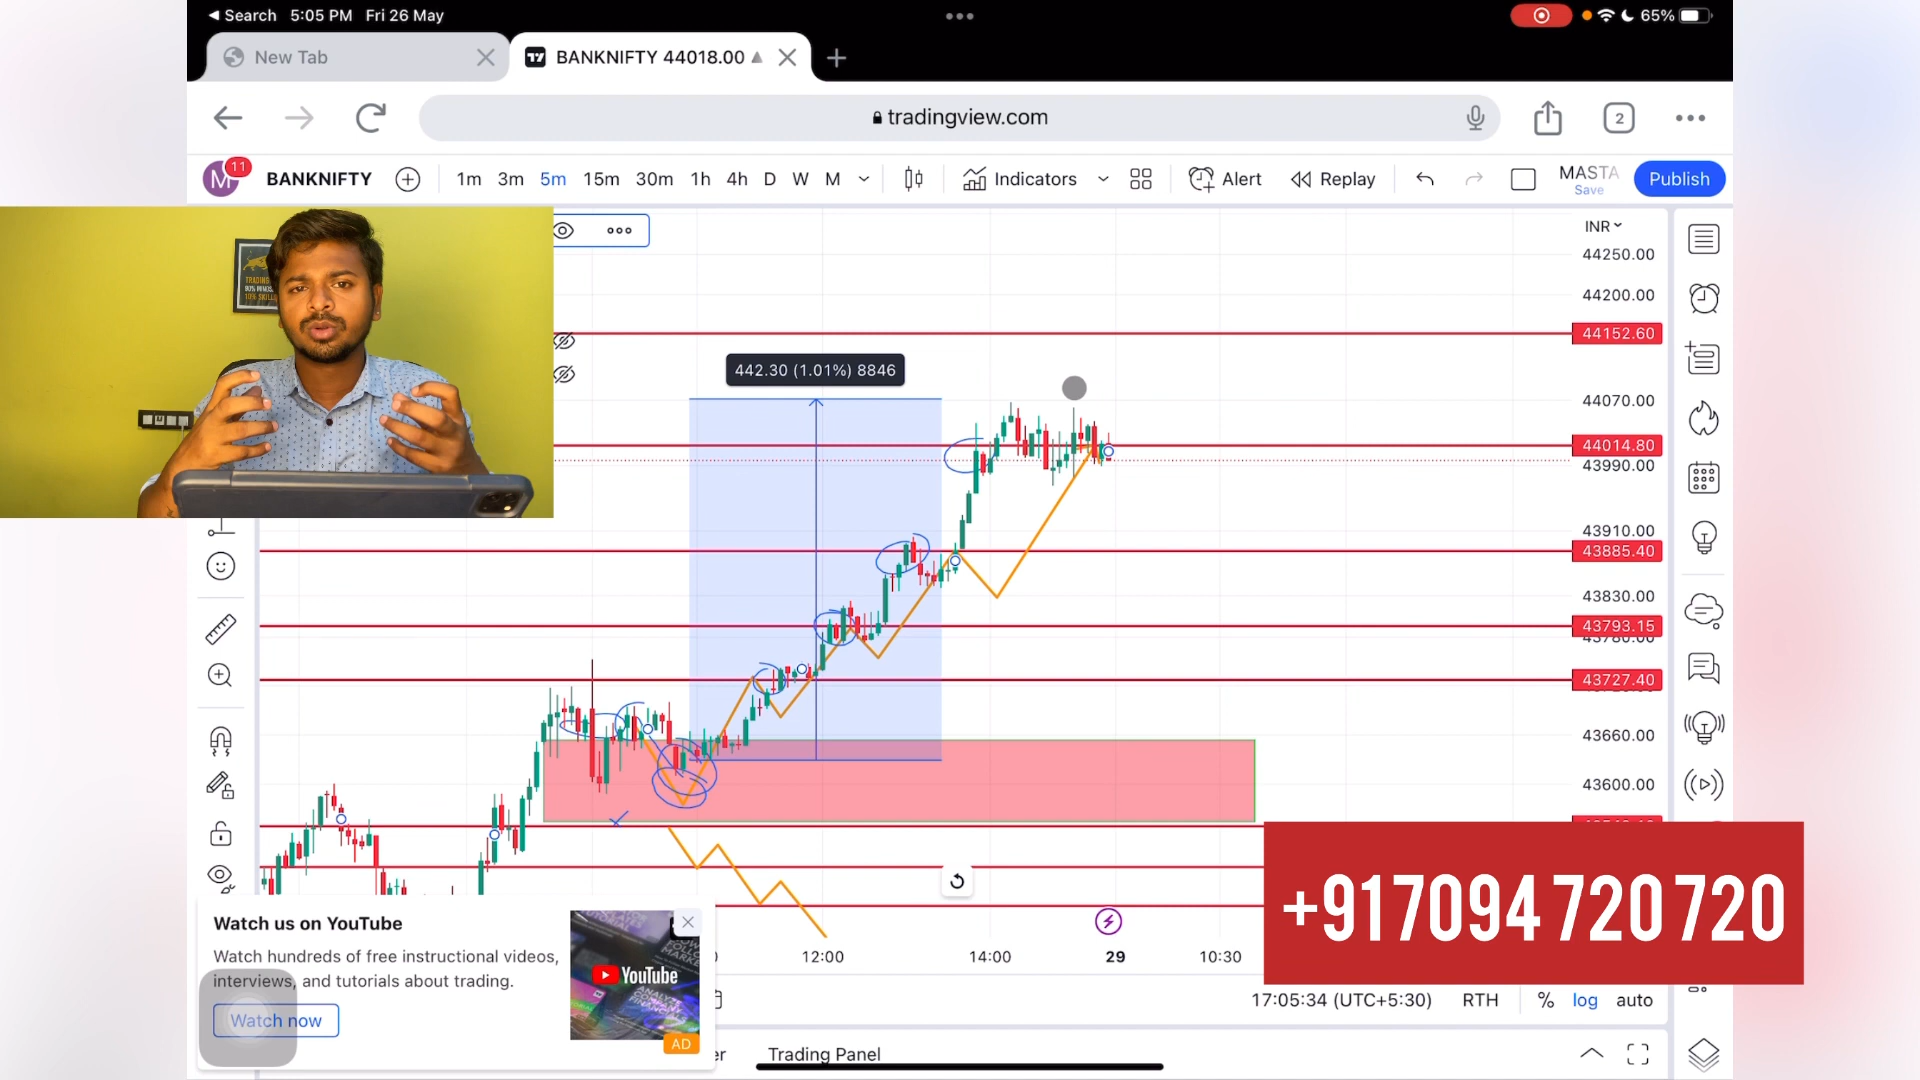 Search 5:05 PM Fri 26 May
65%
New Tab
BANKNIFTY 44018.00
tradingview.com
2
M 11
BANKNIFTY
1m 3m 5m 15m 30m 1h 4h D W M
Indicators
Alert
Replay
MASTA
Save
Publish
INR
44250.00
44200.00
44152.60
442.30 (1.01%) 8846
44070.00
44014.80
43990.00
43910.00
43885.40
43830.00
43793.15
43727.40
43660.00
43600.00
+917094 720 720
Watch us on YouTube
Watch hundreds of free instructional videos,
interviews, and tutorials about trading.
Watch now
YouTube
AD
12:00 14:00 29 10:30
17:05:34 (UTC+5:30) RTH % log auto
Trading Panel